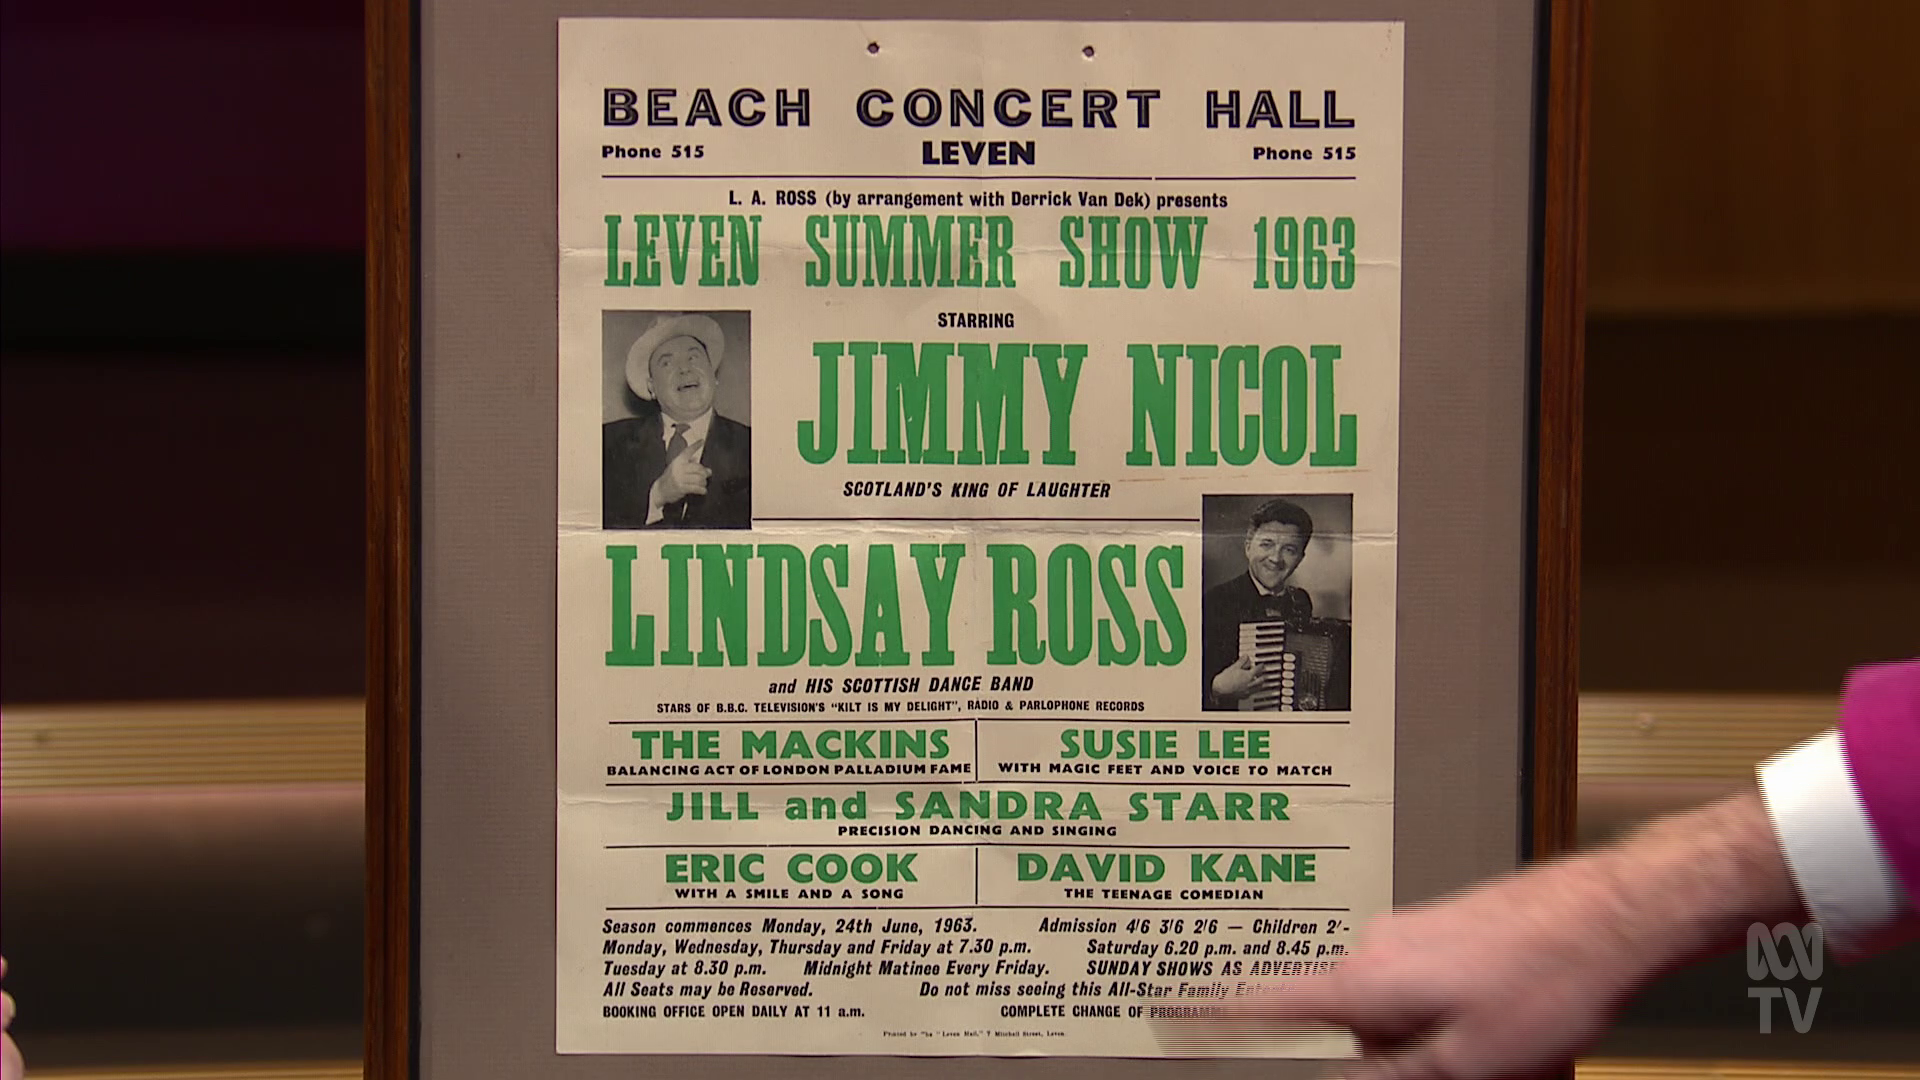 BEACH CONCERT HALL
Phone 515 LEVEN Phone 515
L. A. ROSS (by arrangement with Derrick Van Dek) presents
LEVEN SUMMER SHOW 1963
STARRING
JIMMY NICOL
SCOTLAND'S KING OF LAUGHTER
LINDSAY ROSS
and HIS SCOTTISH DANCE BAND
STARS OF B.B.C. TELEVISION'S "KILT IS MY DELIGHT", RADIO & PARLOPHONE RECORDS
THE MACKINS
BALANCING ACT OF LONDON PALLADIUM FAME
SUSIE LEE
WITH MAGIC FEET AND VOICE TO MATCH
JILL and SANDRA STARR
PRECISION DANCING AND SINGING
ERIC COOK
WITH A SMILE AND A SONG
DAVID KANE
THE TEENAGE COMEDIAN
Season commences Monday, 24th June, 1963. Admission 4'6 3'6 2'6 — Children 2'-
Monday, Wednesday, Thursday and Friday at 7.30 p.m. Saturday 6.20 p.m. and 8.45 p.m.
Tuesday at 8.30 p.m. Midnight Matinee Every Friday. SUNDAY SHOWS AS
All Seats may be Reserved. Do not miss seeing this All-Star Family
BOOKING OFFICE OPEN DAILY AT 11 a.m. COMPLETE CHANGE OF
Mitchell Street, Leven.
ABC TV